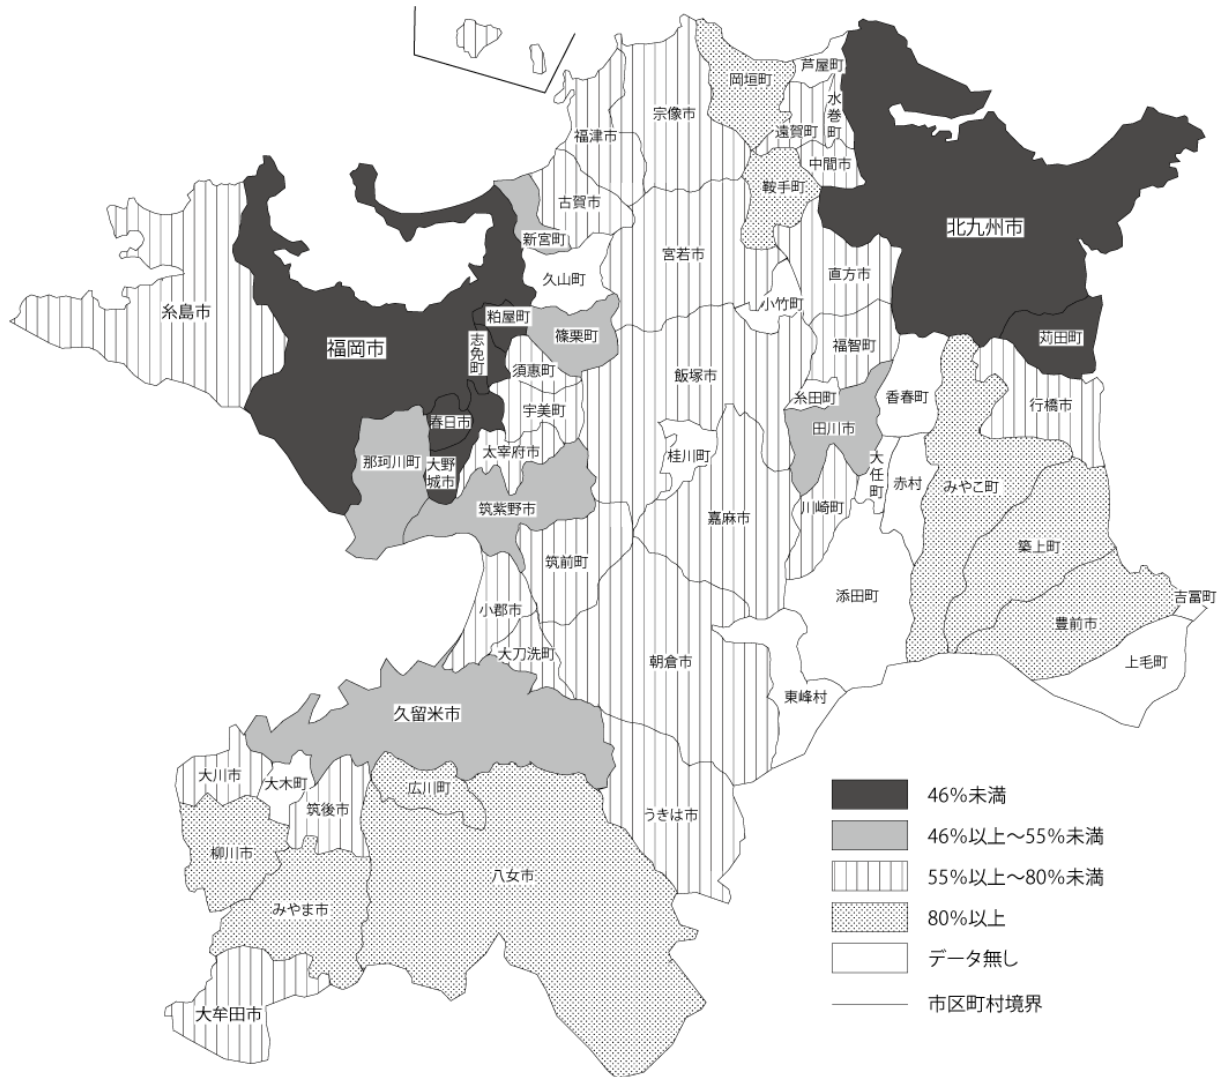 岡垣町
芦屋町
水巻町
宗像市
遠賀町
福津市
中間市
鞍手町
古賀市
北九州市
新宮町
宮若市
直方市
久山町
小竹町
糸島市
粕屋町
篠栗町
苅田町
志免町
福岡市
福智町
須惠町
飯塚市
糸田町
香春町
行橋市
宇美町
春日市
田川市
太宰府市
桂川町
那珂川町
大野城市
大任町
赤村
みやこ町
筑紫野市
川崎町
嘉麻市
築上町
筑前町
添田町
吉富町
小郡市
豊前市
大刀洗町
朝倉市
上毛町
東峰村
久留米市
大川市
大木町
広川町
筑後市
うきは市
柳川市
八女市
みやま市
大牟田市
46%未満
46%以上～55%未満
55%以上～80%未満
80%以上
データ無し
市区町村境界